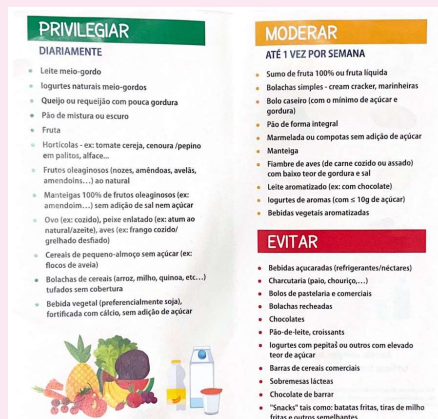 PRIVILEGIAR
DIARIAMENTE
Leite meio-gordo
Iogurtes naturais meio-gordos
Queijo ou requeijão com pouca gordura
Pão de mistura ou escuro
Fruta
Hortícolas - ex: tomate cereja, cenoura /pepino
em palitos, alface...
Frutos oleaginosos (nozes, amêndoas, avelãs,
amendoins...) ao natural
Manteigas 100% de frutos oleaginosos (ex:
amendoim...) sem adição de sal nem açúcar
Ovo (ex: cozido), peixe enlatado (ex: atum ao
natural/azeite), aves (ex: frango cozido/
grelhado desfiado)
Cereais de pequeno-almoço sem açúcar (ex:
flocos de aveia)
Bolachas de cereais (arroz, milho, quinoa, etc...)
tufados sem cobertura
Bebida vegetal (preferencialmente soja),
fortificada com cálcio, sem adição de açúcar
MODERAR
ATÉ 1 VEZ POR SEMANA
Sumo de fruta 100% ou fruta líquida
Bolachas simples - cream cracker, marinheiras
Bolo caseiro (com o mínimo de açúcar e
gordura)
Pão de forma integral
Marmelada ou compotas sem adição de açúcar
Manteiga
Fiambre de aves (de carne cozido ou assado)
com baixo teor de gordura e sal
Leite aromatizado (ex: com chocolate)
Iogurtes de aromas (com ≤ 10g de açúcar)
Bebidas vegetais aromatizadas
EVITAR
Bebidas açucaradas (refrigerantes/néctares)
Charcutaria (paio, chouriço,...)
Bolos de pastelaria e comerciais
Bolachas recheadas
Chocolates
Pão-de-leite, croissants
Iogurtes com pepitas ou outros com elevado
teor de açúcar
Barras de cereais comerciais
Sobremesas lácteas
Chocolate de barrar
"Snacks" tais como: batatas fritas, tiras de milho
fritas e outros semelhantes